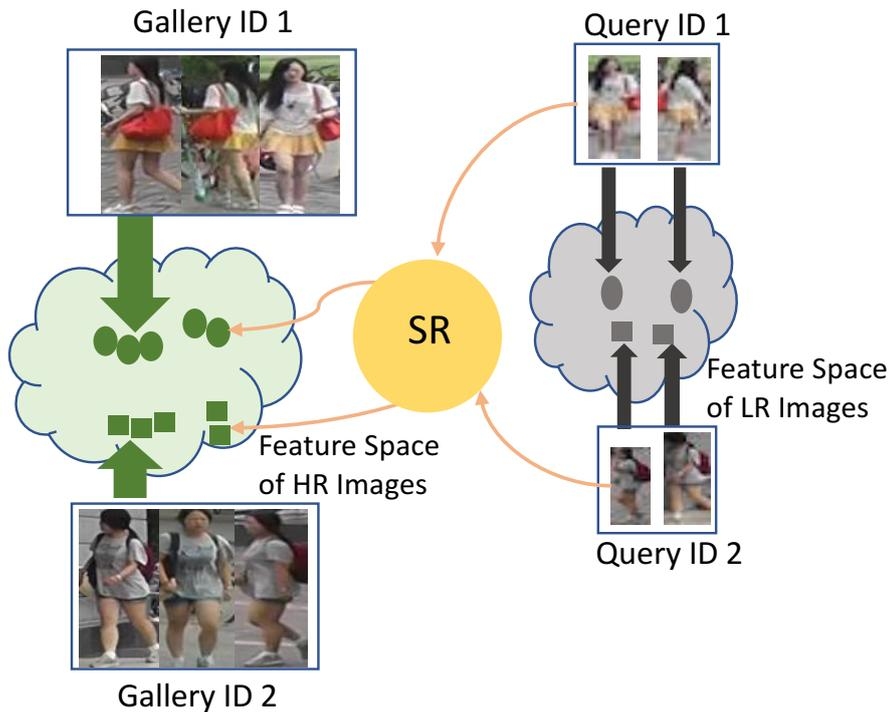 Gallery ID 1
Query ID 1
SR
Feature Space
of LR Images
Feature Space
of HR Images
Query ID 2
Gallery ID 2